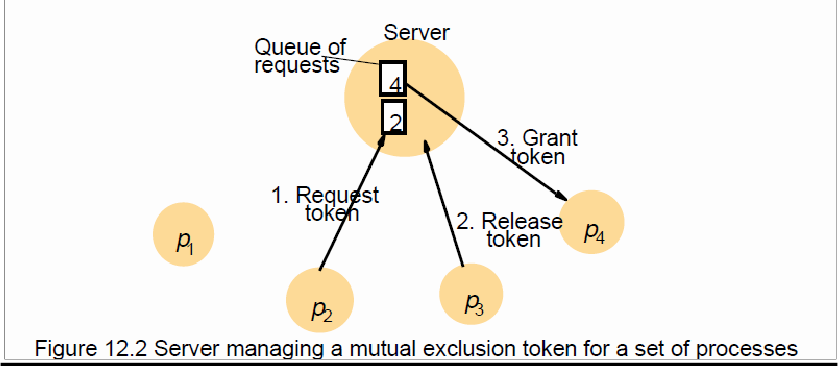 Server
Queue of
requests
4
2
3. Grant
token
1. Request
token
2. Release
token
p1
p2
p3
p4
Figure 12.2 Server managing a mutual exclusion token for a set of processes